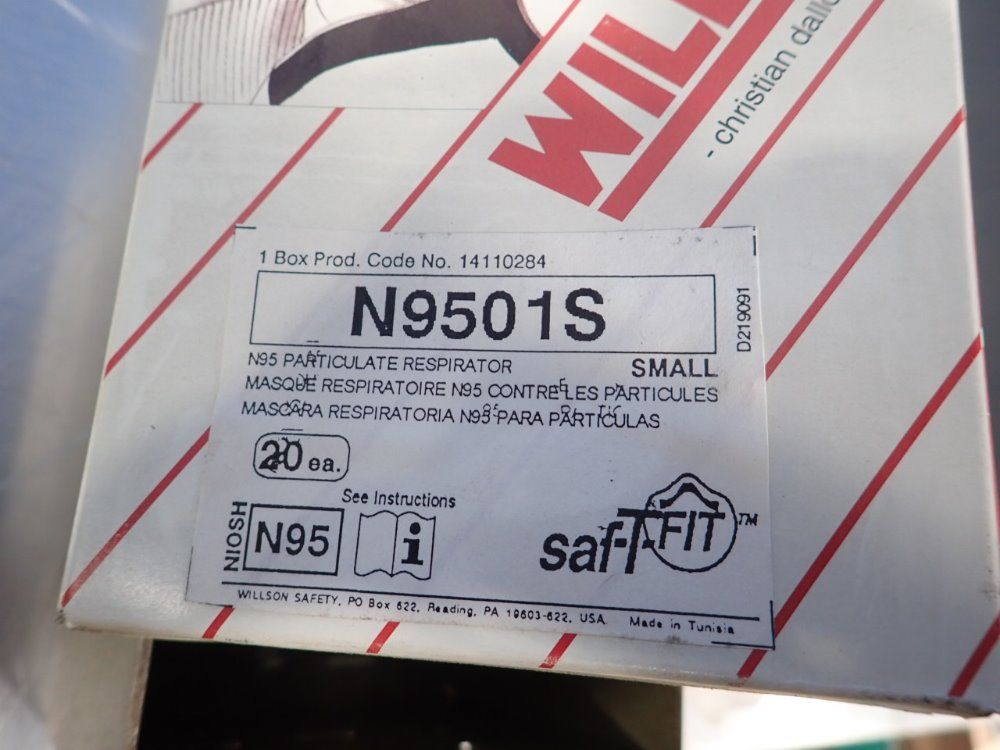 WILL
- christian dallo
1 Box Prod. Code No. 14110284
N9501S
D219091
N95 PARTICULATE RESPIRATOR
SMALL
MASQUE RESPIRATOIRE N95 CONTRE LES PARTICULES
MASCARA RESPIRATORIA N95 PARA PARTICULAS
20 ea.
See Instructions
NIOSH
N95
i
saf-T-FIT™
WILLSON SAFETY, PO Box 622, Reading, PA 19603-622, USA. Made in Tunisia